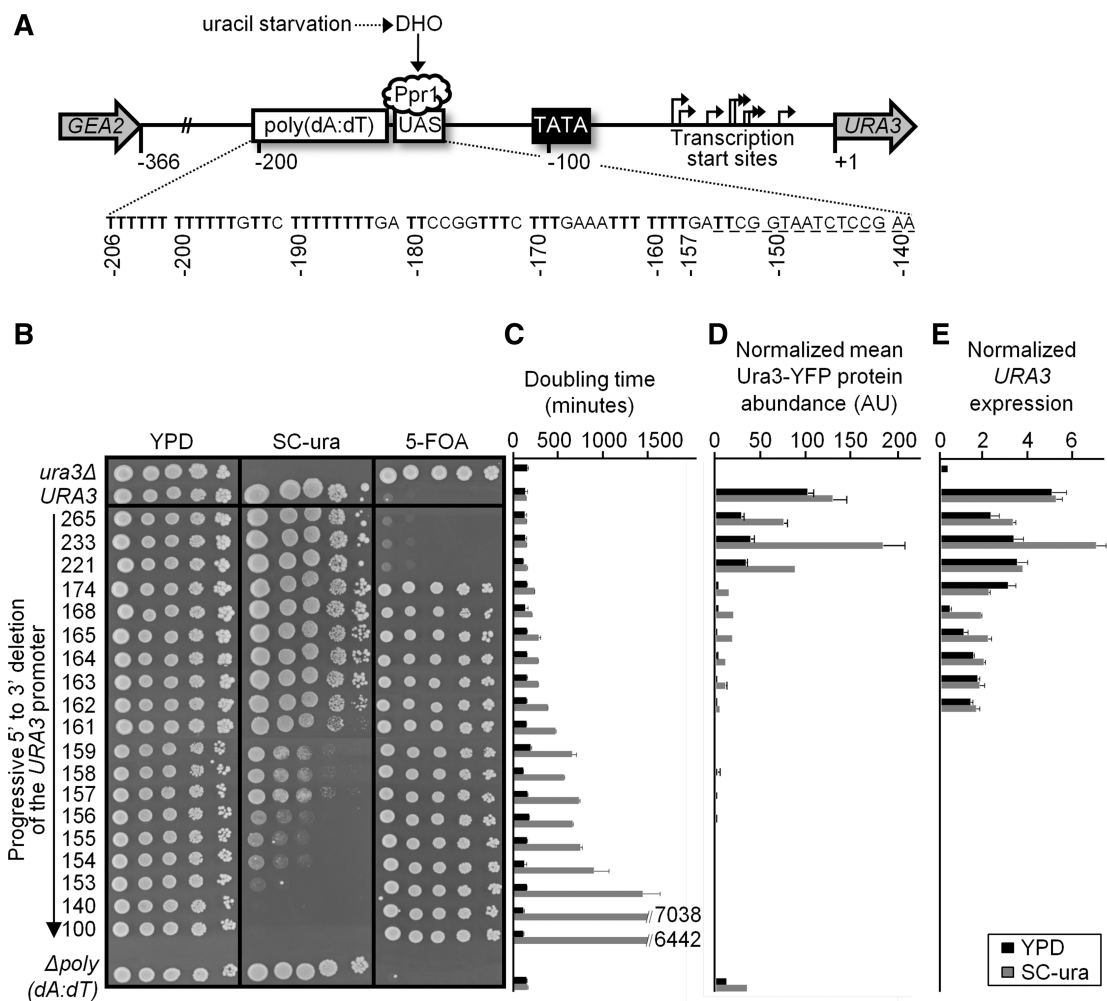 A
uracil starvation DHO
Ppr1
GEA2 // poly(dA:dT) UAS TATA URA3
Transcription
start sites
-366 -200 -100 +1
TTTTTT TTTTTTGTTC TTTTTTTTGA TTCCGGTTTC TTTGAAATTT TTTTGATTCG GTAATCTCCG AA
-206 -200 -190 -180 -170 -160 -157 -150 -140
B
Progressive 5' to 3' deletion
of the URA3 promoter
YPD SC-ura 5-FOA
ura3Δ
URA3
265
233
221
174
168
165
164
163
162
161
159
158
157
156
155
154
153
140
100
Δpoly
(dA:dT)
C
Doubling time
(minutes)
0 500 1000 1500
// 7038
// 6442
D
Normalized mean
Ura3-YFP protein
abundance (AU)
0 50 100 150 200
E
Normalized
URA3
expression
0 2 4 6
YPD
SC-ura